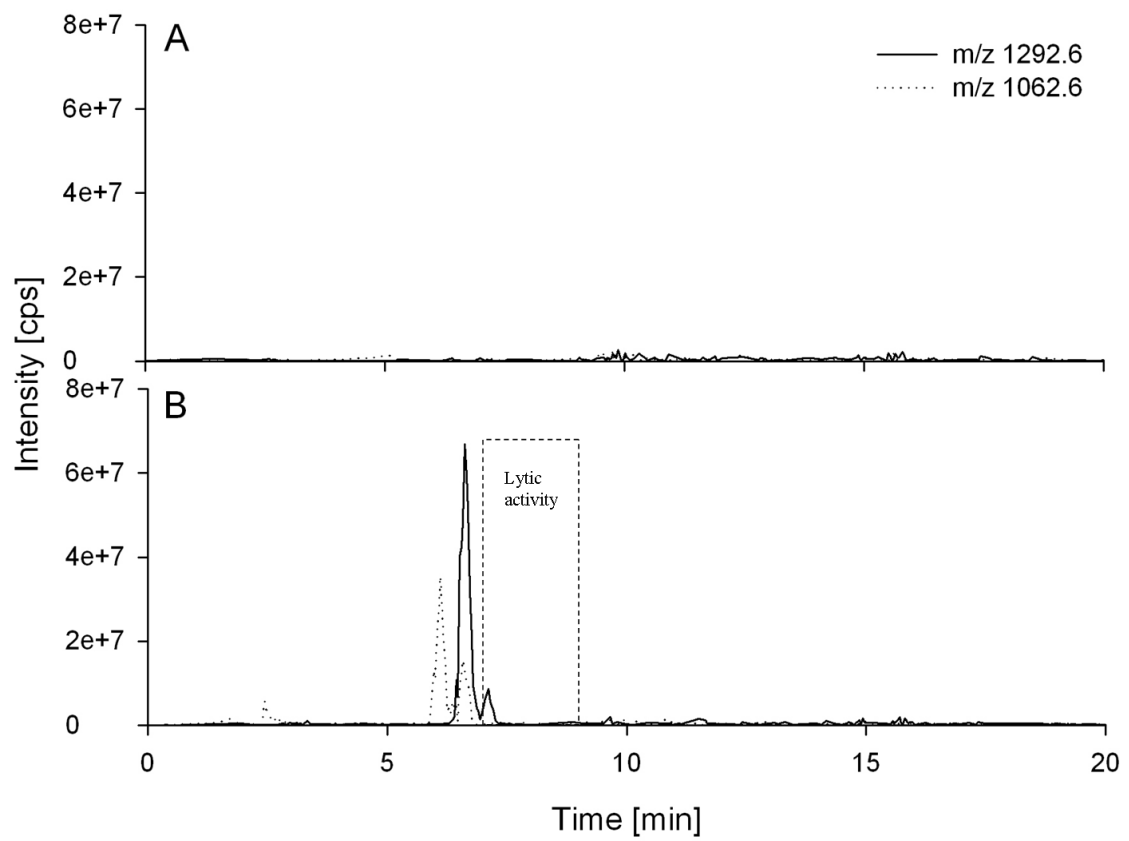 8e+7
A
m/z 1292.6
m/z 1062.6
6e+7
4e+7
2e+7
0
Intensity [cps]
8e+7
B
6e+7
Lytic
activity
4e+7
2e+7
0
0 5 10 15 20
Time [min]